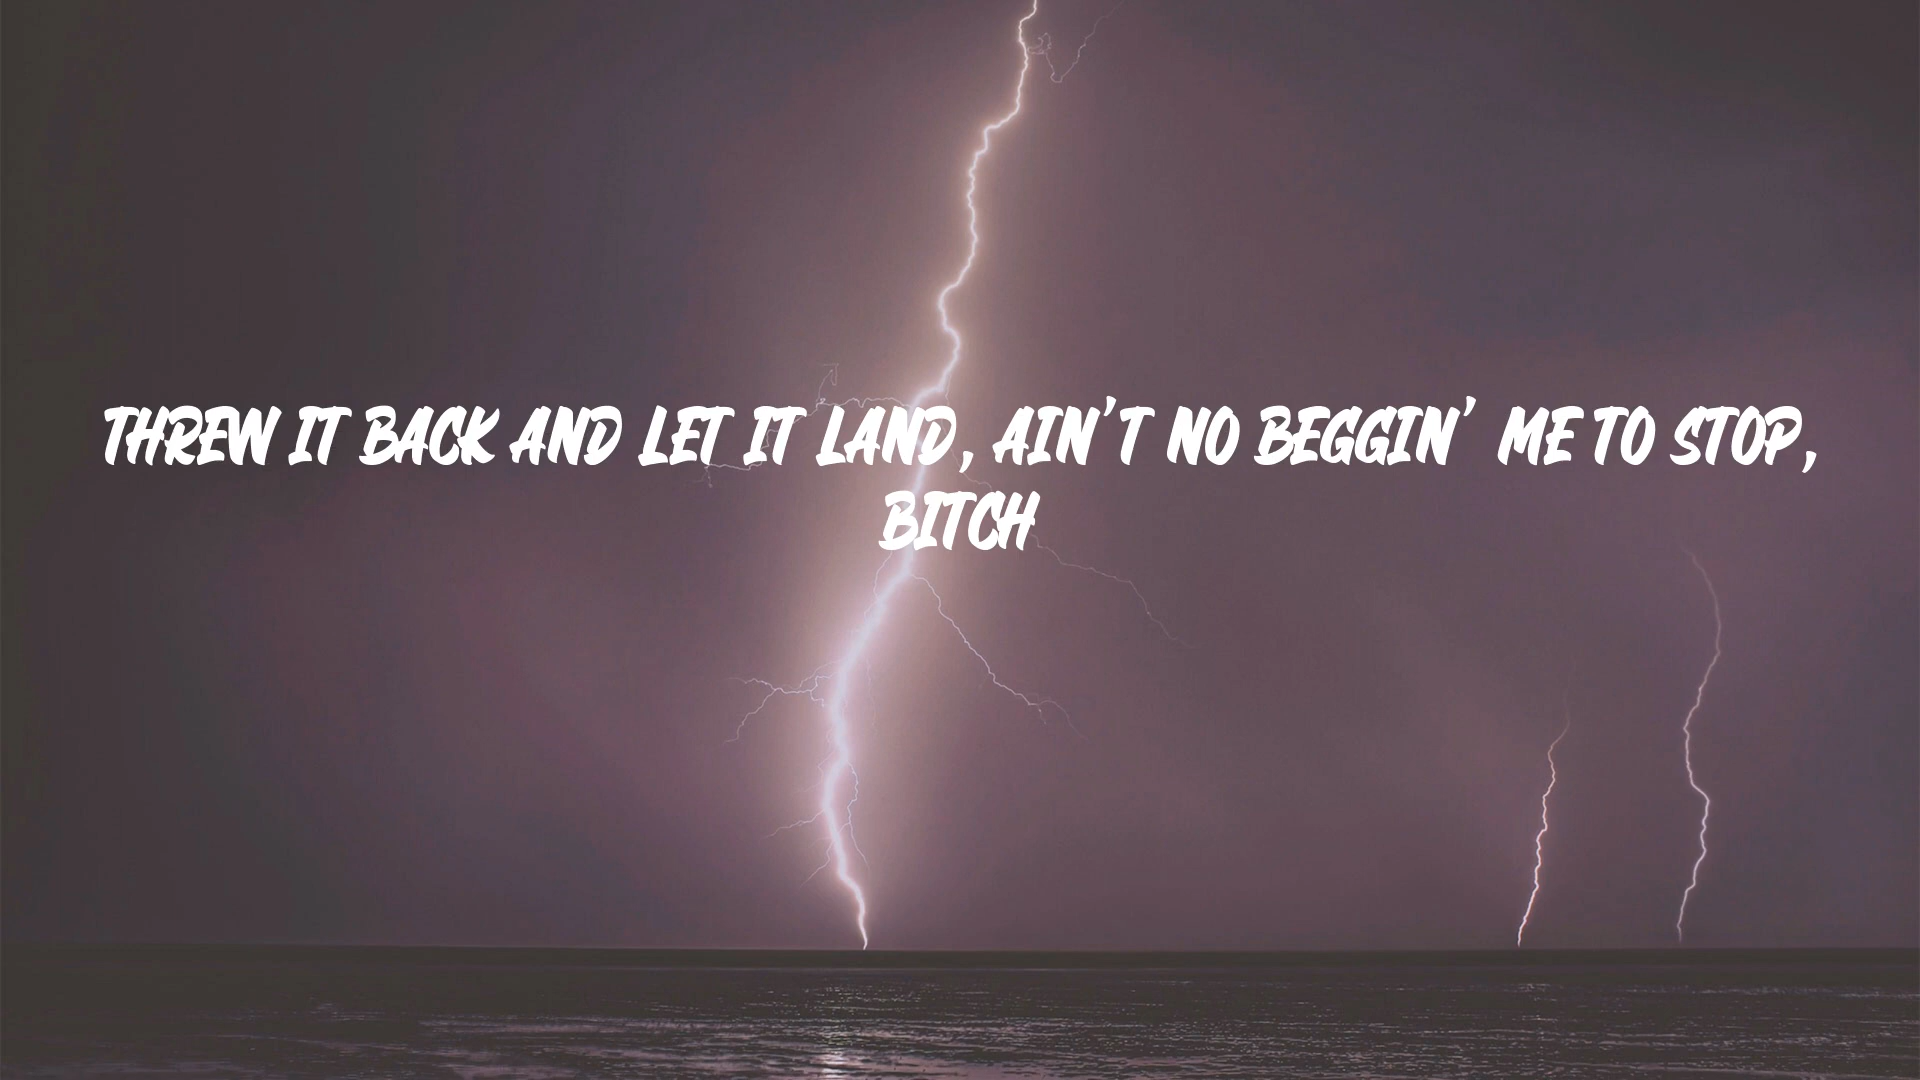 THREW IT BACK AND LET IT LAND, AIN'T NO BEGGIN' ME TO STOP,
BITCH